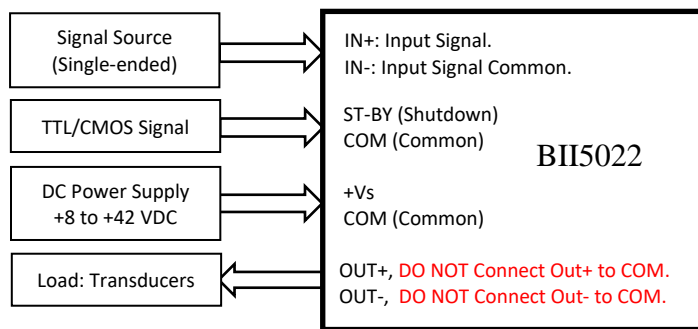 Signal Source
(Single-ended)
TTL/CMOS Signal
DC Power Supply
+8 to +42 VDC
Load: Transducers
IN+: Input Signal.
IN-: Input Signal Common.
ST-BY (Shutdown)
COM (Common)
BII5022
+Vs
COM (Common)
OUT+, DO NOT Connect Out+ to COM.
OUT-, DO NOT Connect Out- to COM.